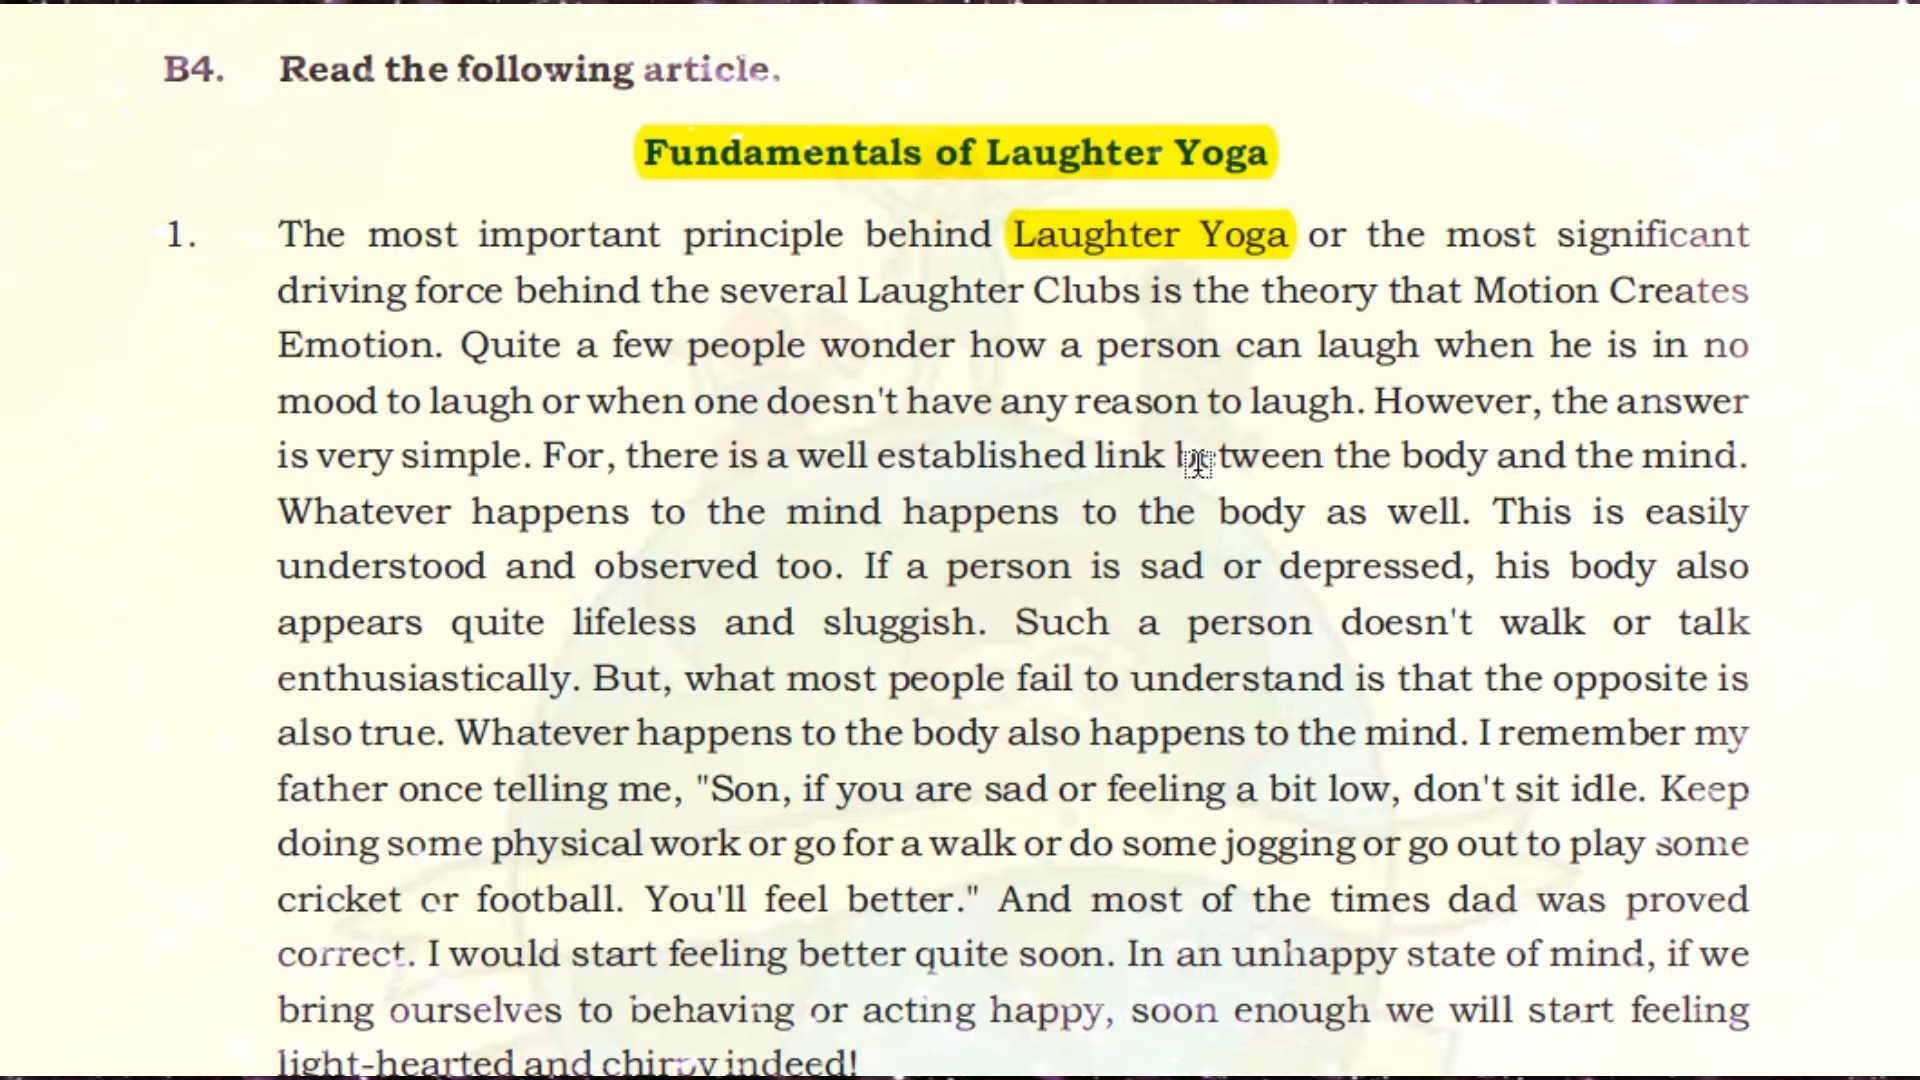 B4. Read the following article.
Fundamentals of Laughter Yoga
1. The most important principle behind Laughter Yoga or the most significant
driving force behind the several Laughter Clubs is the theory that Motion Creates
Emotion. Quite a few people wonder how a person can laugh when he is in no
mood to laugh or when one doesn't have any reason to laugh. However, the answer
is very simple. For, there is a well established link between the body and the mind.
Whatever happens to the mind happens to the body as well. This is easily
understood and observed too. If a person is sad or depressed, his body also
appears quite lifeless and sluggish. Such a person doesn't walk or talk
enthusiastically. But, what most people fail to understand is that the opposite is
also true. Whatever happens to the body also happens to the mind. I remember my
father once telling me, "Son, if you are sad or feeling a bit low, don't sit idle. Keep
doing some physical work or go for a walk or do some jogging or go out to play some
cricket or football. You'll feel better." And most of the times dad was proved
correct. I would start feeling better quite soon. In an unhappy state of mind, if we
bring ourselves to behaving or acting happy, soon enough we will start feeling
light-hearted and chirpy indeed!